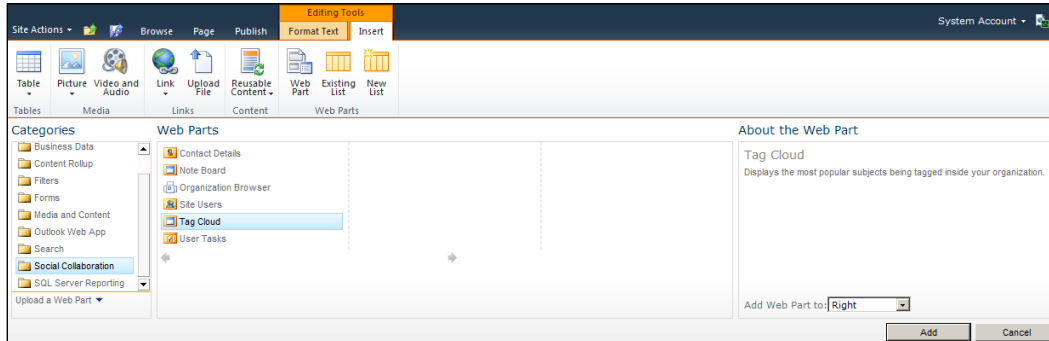 Editing Tools
Site Actions Browse Page Publish Format Text Insert System Account
Table Picture Video and Audio Link Upload File Reusable Content Web Part Existing List New List
Tables Media Links Content Web Parts
Categories
Business Data
Content Rollup
Filters
Forms
Media and Content
Outlook Web App
Search
Social Collaboration
SQL Server Reporting
Upload a Web Part
Web Parts
Contact Details
Note Board
Organization Browser
Site Users
Tag Cloud
User Tasks
About the Web Part
Tag Cloud
Displays the most popular subjects being tagged inside your organization.
Add Web Part to: Right
Add Cancel